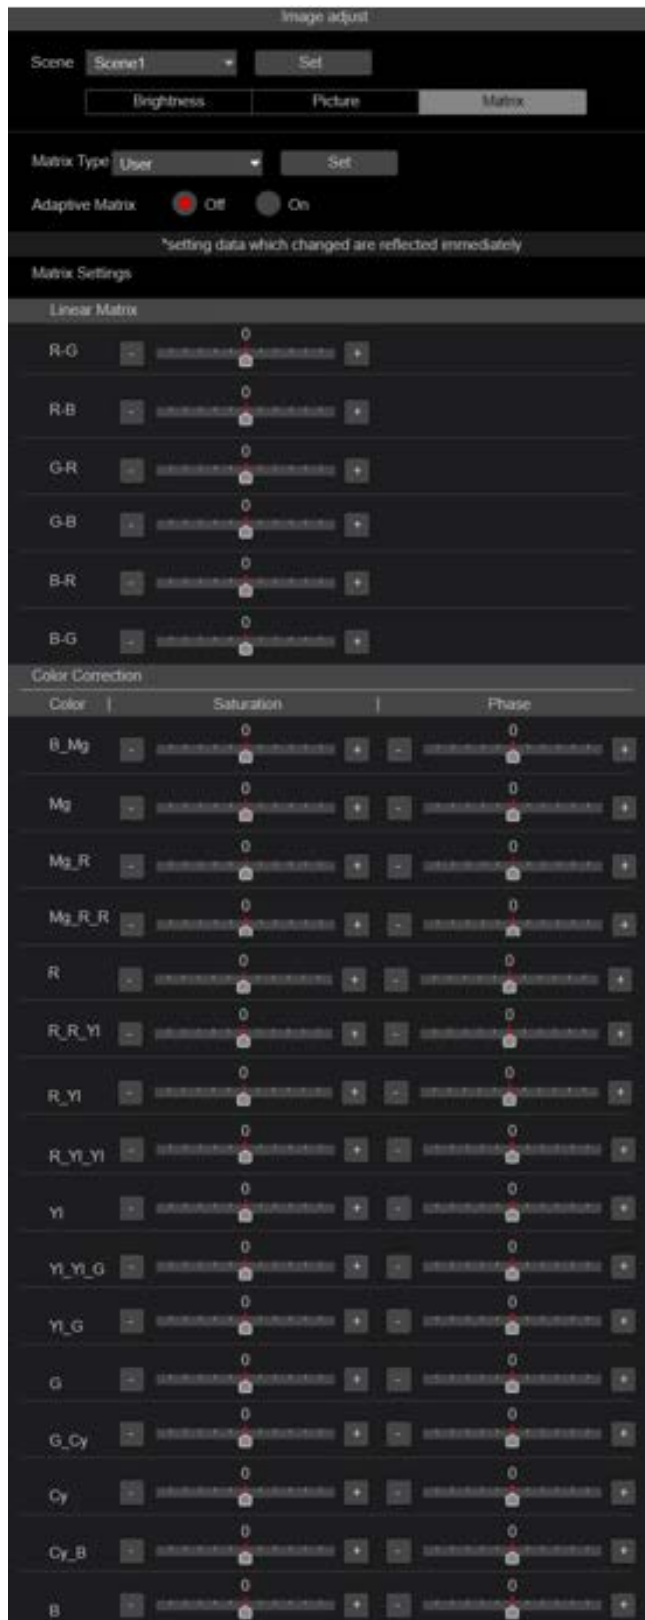 Image adjust
Scene Scene1 Set
Brightness Picture Matrix
Matrix Type User Set
Adaptive Matrix Off On
*setting data which changed are reflected immediately
Matrix Settings
Linear Matrix
0
R-G - +
0
R-B - +
0
G-R - +
0
G-B - +
0
B-R - +
0
B-G - +
Color Correction
Color | Saturation | Phase
0 0
B_Mg - + - +
0 0
Mg - + - +
0 0
Mg_R - + - +
0 0
Mg_R_R - + - +
0 0
R - + - +
0 0
R_R_Yl - + - +
0 0
R_Yl - + - +
0 0
R_Yl_Yl - + - +
0 0
Yl - + - +
0 0
Yl_Yl_G - + - +
0 0
Yl_G - + - +
0 0
G - + - +
0 0
G_Cy - + - +
0 0
Cy - + - +
0 0
Cy_B - + - +
0 0
B - + - +